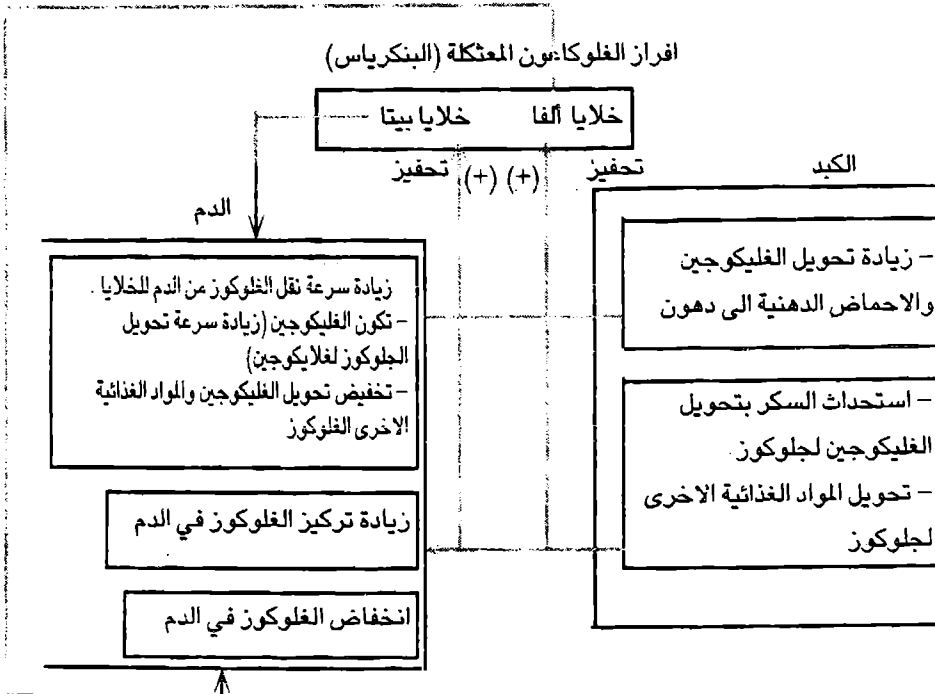 افراز الغلوكاعون المعثكلة (البنكرياس)
خلايا ألفا خلايا بيتا
تحفيز (+) (+) تحفيز
الكبد
الدم
– زيادة تحويل الغليكوجين
والاحماض الدهنية الى دهون
– استحداث السكر بتحويل
الغليكوجين لجلوكوز
– تحويل المواد الغذائية الاخرى
لجلوكوز
زيادة سرعة نقل الغلوكوز من الدم للخلايا .
– تكون الغليكوجين (زيادة سرعة تحويل
الجلوكوز لغلايكوجين)
– تخفيض تحويل الغليكوجين والمواد الغذائية
الاخرى الغلوكوز
زيادة تركيز الغلوكوز في الدم
انخفاض الغلوكوز في الدم